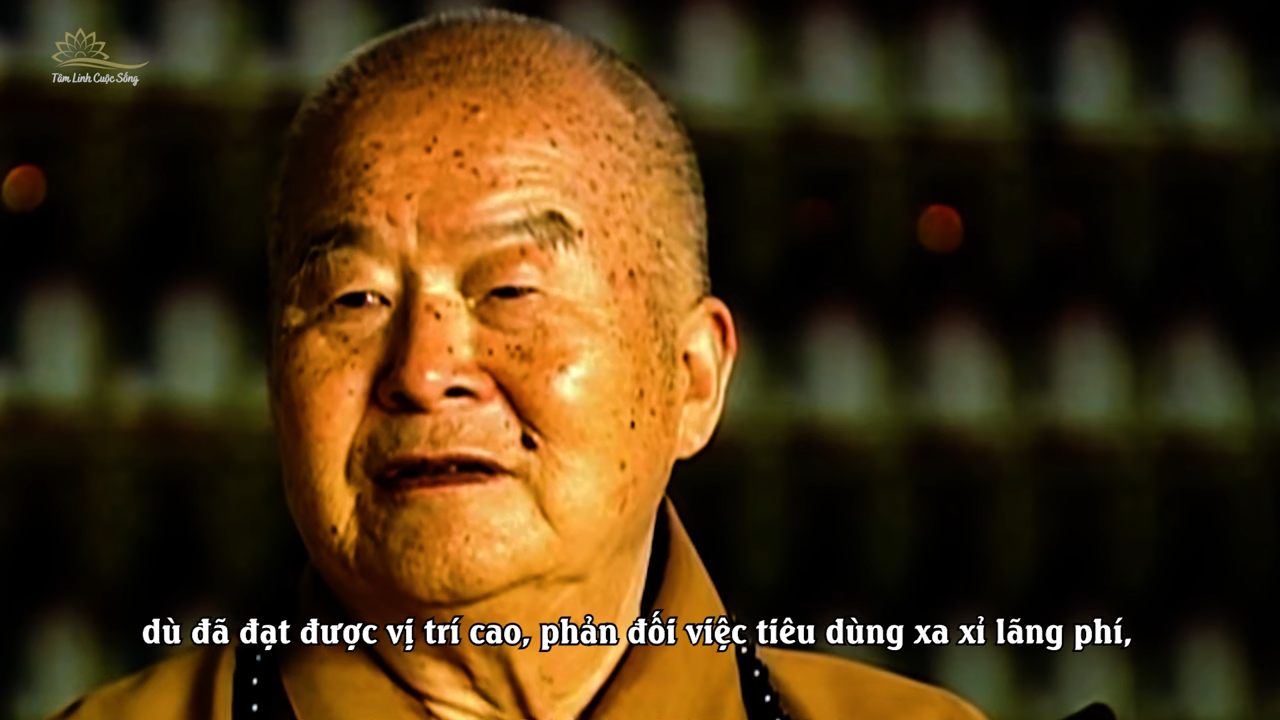 Tâm Linh Cuộc Sống
dù đã đạt được vị trí cao, phản đối việc tiêu dùng xa xỉ lãng phí,